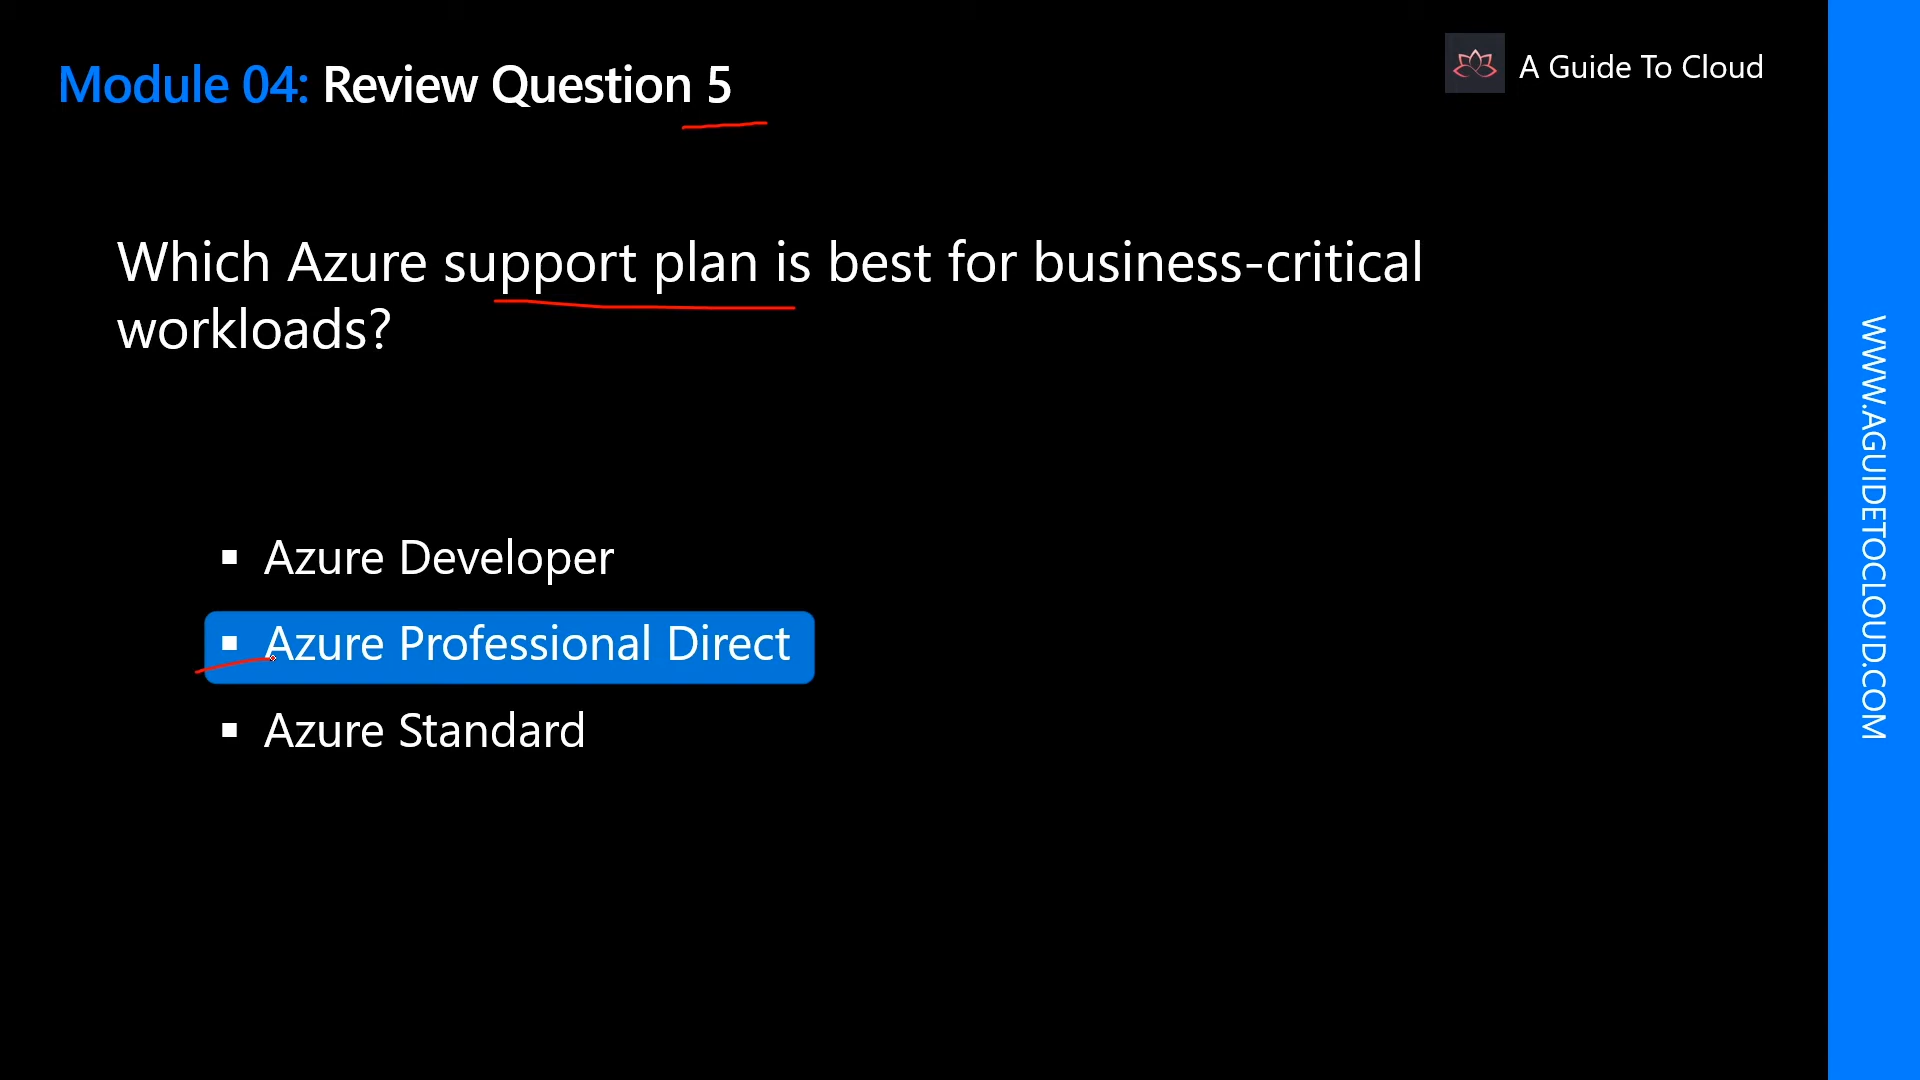 Module 04: Review Question 5
A Guide To Cloud
Which Azure support plan is best for business-critical
workloads?
▪ Azure Developer
▪ Azure Professional Direct
▪ Azure Standard
WWW.AGUIDETOCLOUD.COM